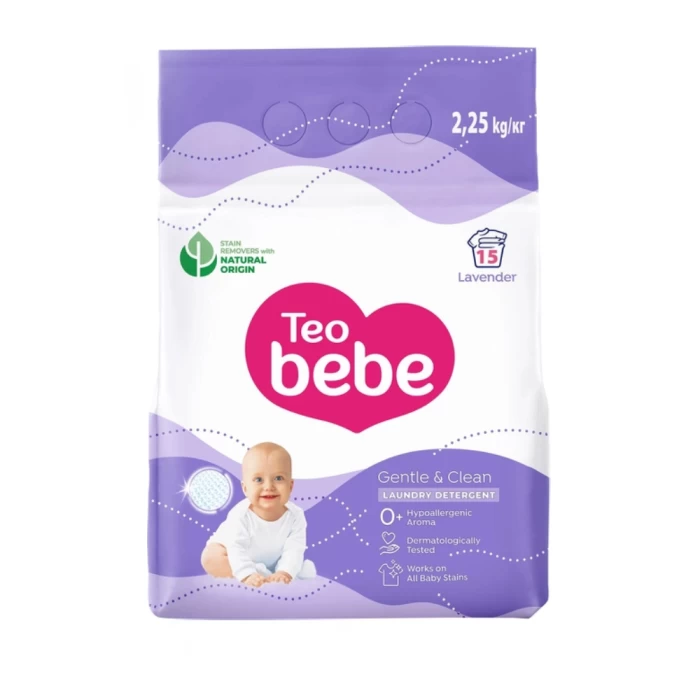 2,25 kg/кг
STAIN
REMOVERS with
NATURAL
ORIGIN
15
Lavender
Teo
bebe
Gentle & Clean
LAUNDRY DETERGENT
0+ Hypoallergenic
Aroma
Dermatologically
Tested
Works on
All Baby Stains